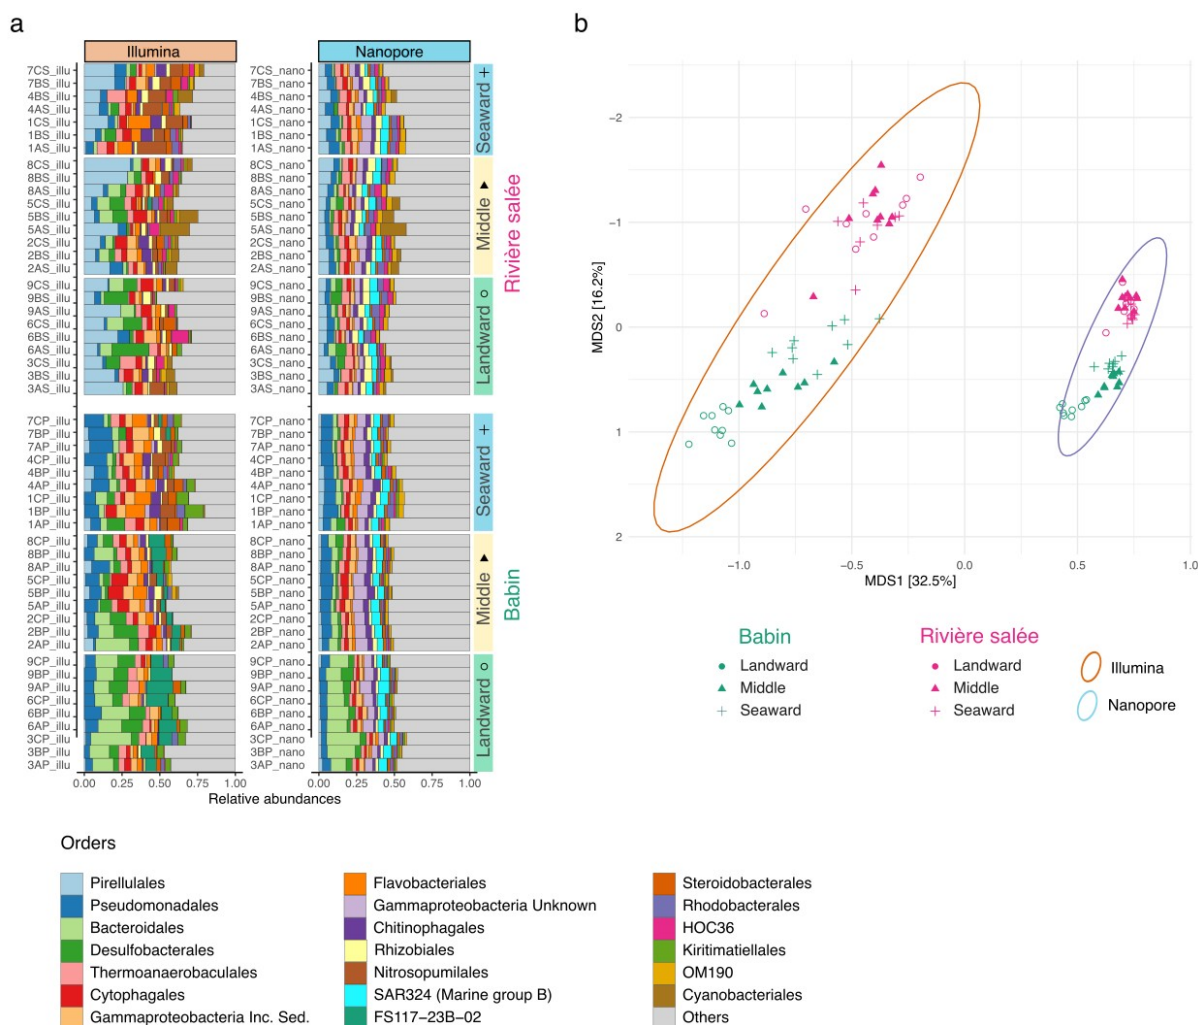 a
b
Illumina
Nanopore
7CS_illu
7BS_illu
4BS_illu
4AS_illu
1CS_illu
1BS_illu
1AS_illu
8CS_illu
8BS_illu
8AS_illu
5CS_illu
5BS_illu
5AS_illu
2CS_illu
2BS_illu
2AS_illu
9CS_illu
9BS_illu
9AS_illu
6CS_illu
6BS_illu
6AS_illu
3CS_illu
3BS_illu
3AS_illu
7CP_illu
7BP_illu
7AP_illu
4CP_illu
4BP_illu
4AP_illu
1CP_illu
1BP_illu
1AP_illu
8CP_illu
8BP_illu
8AP_illu
5CP_illu
5BP_illu
5AP_illu
2CP_illu
2BP_illu
2AP_illu
9CP_illu
9BP_illu
9AP_illu
6CP_illu
6BP_illu
6AP_illu
3CP_illu
3BP_illu
3AP_illu
7CS_nano
7BS_nano
4BS_nano
4AS_nano
1CS_nano
1BS_nano
1AS_nano
8CS_nano
8BS_nano
8AS_nano
5CS_nano
5BS_nano
5AS_nano
2CS_nano
2BS_nano
2AS_nano
9CS_nano
9BS_nano
9AS_nano
6CS_nano
6BS_nano
6AS_nano
3CS_nano
3BS_nano
3AS_nano
7CP_nano
7BP_nano
7AP_nano
4CP_nano
4BP_nano
4AP_nano
1CP_nano
1BP_nano
1AP_nano
8CP_nano
8BP_nano
8AP_nano
5CP_nano
5BP_nano
5AP_nano
2CP_nano
2BP_nano
2AP_nano
9CP_nano
9BP_nano
9AP_nano
6CP_nano
6BP_nano
6AP_nano
3CP_nano
3BP_nano
3AP_nano
Seaward +
Middle ▲
Landward o
Rivière salée
Seaward +
Middle ▲
Landward o
Babin
0.00 0.25 0.50 0.75 1.00
0.00 0.25 0.50 0.75 1.00
Relative abundances
MDS2 [16.2%]
−2
−1
0
1
2
−1.0 −0.5 0.0 0.5 1.0
MDS1 [32.5%]
Babin
Landward
Middle
Seaward
Rivière salée
Landward
Middle
Seaward
Illumina
Nanopore
Orders
Pirellulales
Pseudomonadales
Bacteroidales
Desulfobacterales
Thermoanaerobaculales
Cytophagales
Gammaproteobacteria Inc. Sed.
Flavobacteriales
Gammaproteobacteria Unknown
Chitinophagales
Rhizobiales
Nitrosopumilales
SAR324 (Marine group B)
FS117−23B−02
Steroidobacterales
Rhodobacterales
HOC36
Kiritimatiellales
OM190
Cyanobacteriales
Others